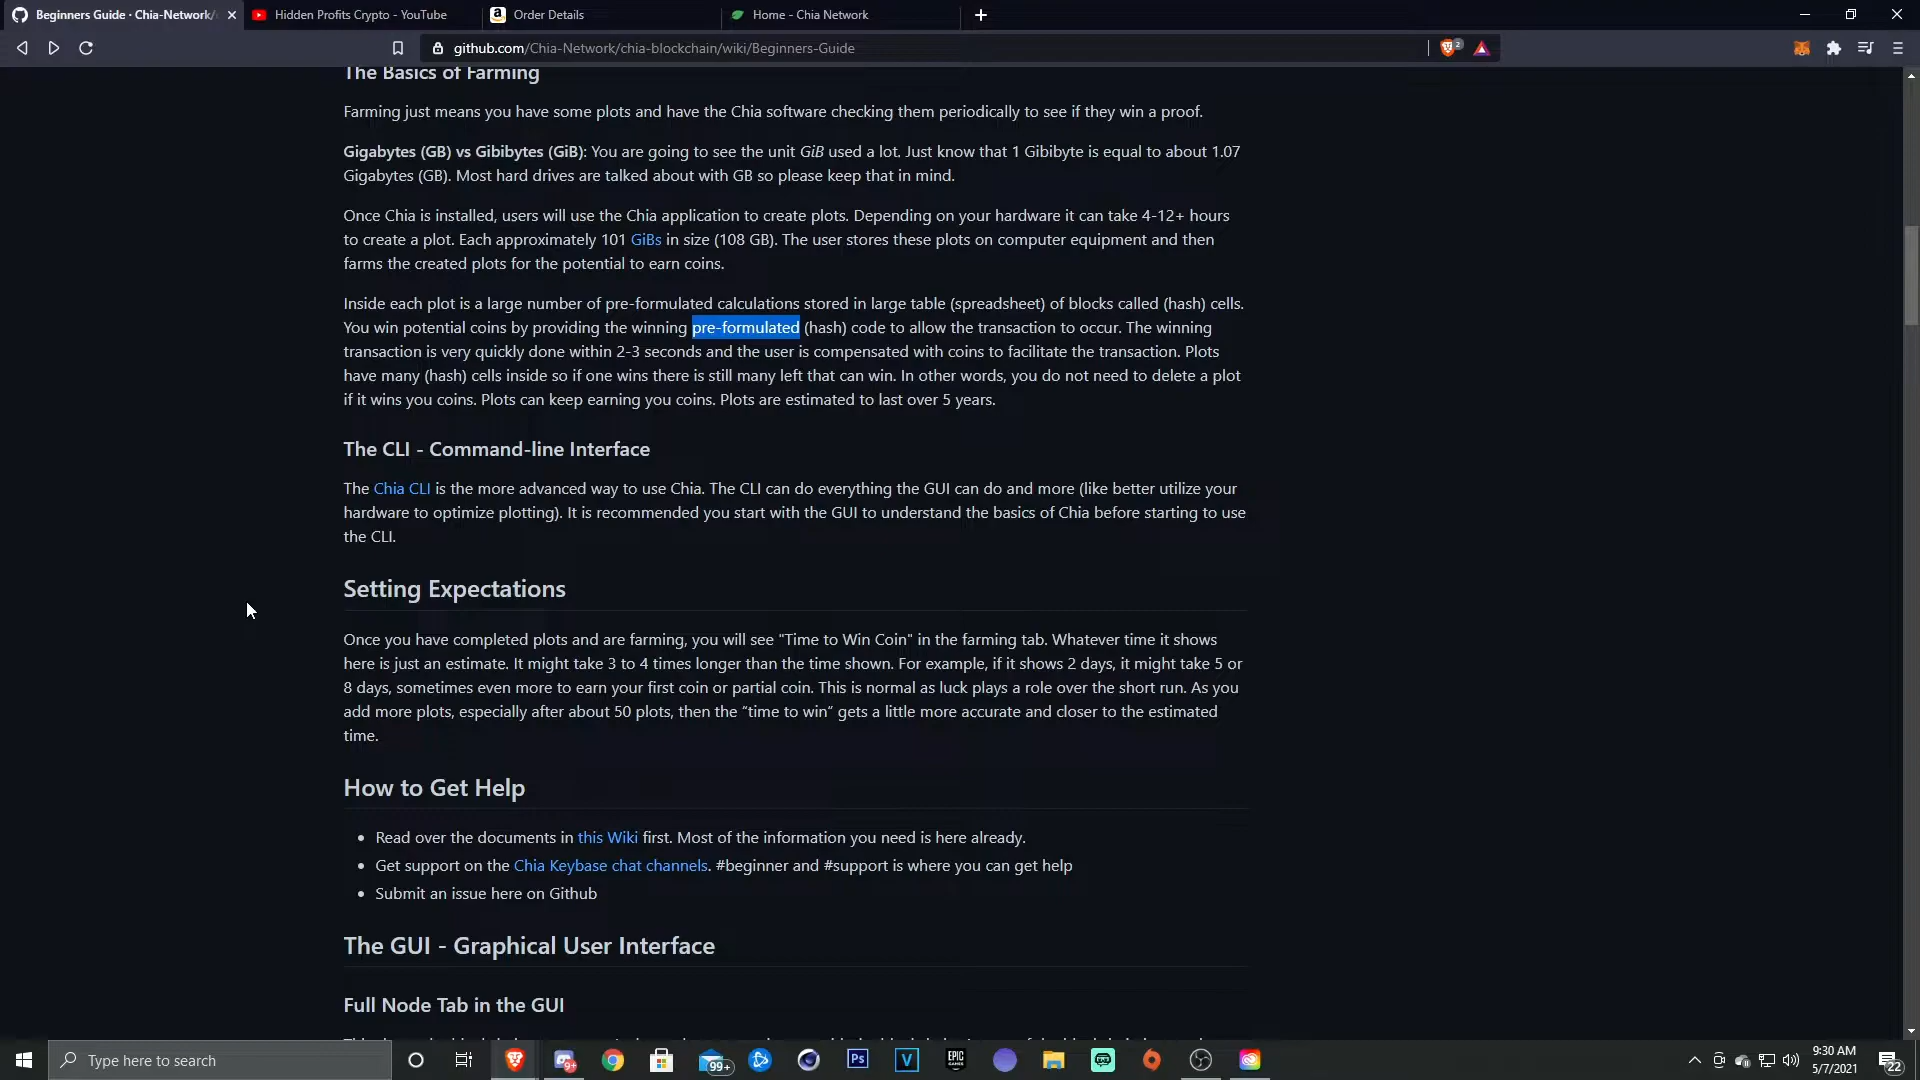 Beginners Guide · Chia-Network/
Hidden Profits Crypto - YouTube
Order Details
Home - Chia Network
github.com/Chia-Network/chia-blockchain/wiki/Beginners-Guide
2
The Basics of Farming
Farming just means you have some plots and have the Chia software checking them periodically to see if they win a proof.
Gigabytes (GB) vs Gibibytes (GiB): You are going to see the unit GiB used a lot. Just know that 1 Gibibyte is equal to about 1.07
Gigabytes (GB). Most hard drives are talked about with GB so please keep that in mind.
Once Chia is installed, users will use the Chia application to create plots. Depending on your hardware it can take 4-12+ hours
to create a plot. Each approximately 101 GiBs in size (108 GB). The user stores these plots on computer equipment and then
farms the created plots for the potential to earn coins.
Inside each plot is a large number of pre-formulated calculations stored in large table (spreadsheet) of blocks called (hash) cells.
You win potential coins by providing the winning pre-formulated (hash) code to allow the transaction to occur. The winning
transaction is very quickly done within 2-3 seconds and the user is compensated with coins to facilitate the transaction. Plots
have many (hash) cells inside so if one wins there is still many left that can win. In other words, you do not need to delete a plot
if it wins you coins. Plots can keep earning you coins. Plots are estimated to last over 5 years.
The CLI - Command-line Interface
The Chia CLI is the more advanced way to use Chia. The CLI can do everything the GUI can do and more (like better utilize your
hardware to optimize plotting). It is recommended you start with the GUI to understand the basics of Chia before starting to use
the CLI.
Setting Expectations
Once you have completed plots and are farming, you will see "Time to Win Coin" in the farming tab. Whatever time it shows
here is just an estimate. It might take 3 to 4 times longer than the time shown. For example, if it shows 2 days, it might take 5 or
8 days, sometimes even more to earn your first coin or partial coin. This is normal as luck plays a role over the short run. As you
add more plots, especially after about 50 plots, then the “time to win” gets a little more accurate and closer to the estimated
time.
How to Get Help
• Read over the documents in this Wiki first. Most of the information you need is here already.
• Get support on the Chia Keybase chat channels. #beginner and #support is where you can get help
• Submit an issue here on Github
The GUI - Graphical User Interface
Full Node Tab in the GUI
Type here to search
99+
Ps
V
EPIC
9:30 AM
5/7/2021
22